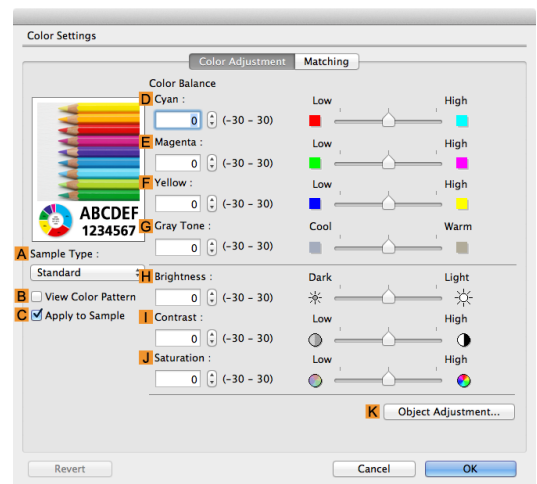 Color Settings
Color Adjustment Matching
Color Balance
D Cyan : Low High
0 (-30 – 30)
E Magenta : Low High
0 (-30 – 30)
F Yellow : Low High
0 (-30 – 30)
ABCDEF
1234567
G Gray Tone : Cool Warm
0 (-30 – 30)
A Sample Type :
Standard
H Brightness : Dark Light
B View Color Pattern 0 (-30 – 30)
C Apply to Sample I Contrast : Low High
0 (-30 – 30)
J Saturation : Low High
0 (-30 – 30)
K Object Adjustment...
Revert Cancel OK